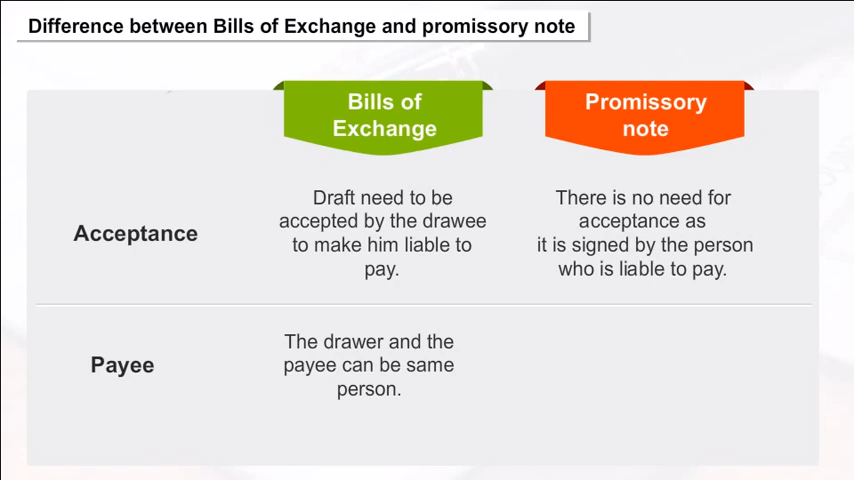 Difference between Bills of Exchange and promissory note
Bills of
Exchange
Promissory
note
Acceptance
Draft need to be
accepted by the drawee
to make him liable to
pay.
There is no need for
acceptance as
it is signed by the person
who is liable to pay.
Payee
The drawer and the
payee can be same
person.